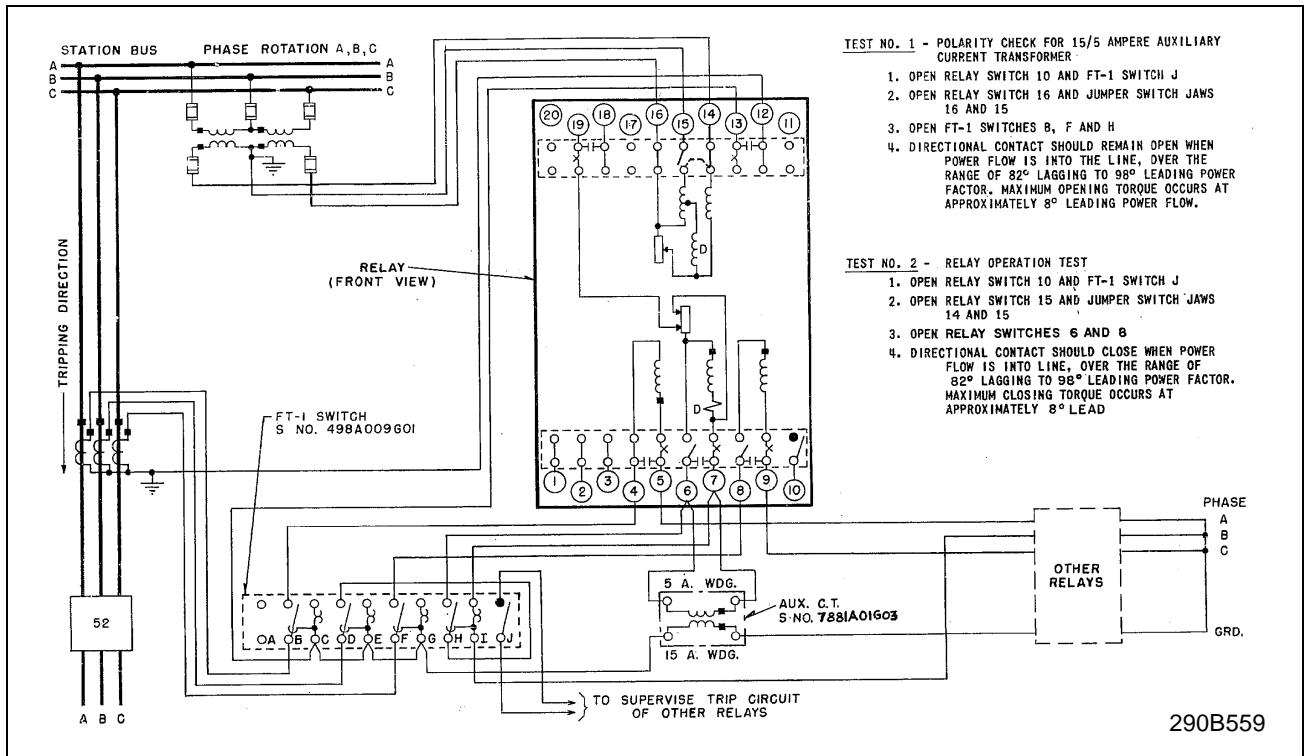 STATION BUS
PHASE ROTATION A,B,C
A
B
C
A
B
C
TRIPPING DIRECTION
RELAY
(FRONT VIEW)
20
19
18
17
16
15
14
13
12
11
D
D
1
2
3
4
5
6
7
8
9
10
FT-1 SWITCH
S NO. 498A009G01
A
B
C
D
E
F
G
H
I
J
52
A B C
5 A. WDG.
15 A. WDG.
AUX. C.T.
S.NO. 7881A01G03
TO SUPERVISE TRIP CIRCUIT
OF OTHER RELAYS
OTHER
RELAYS
PHASE
A
B
C
GRD.
TEST NO. 1 - POLARITY CHECK FOR 15/5 AMPERE AUXILIARY
CURRENT TRANSFORMER
1. OPEN RELAY SWITCH 10 AND FT-1 SWITCH J
2. OPEN RELAY SWITCH 16 AND JUMPER SWITCH JAWS
16 AND 15
3. OPEN FT-1 SWITCHES B, F AND H
4. DIRECTIONAL CONTACT SHOULD REMAIN OPEN WHEN
POWER FLOW IS INTO THE LINE, OVER THE
RANGE OF 82° LAGGING TO 98° LEADING POWER
FACTOR. MAXIMUM OPENING TORQUE OCCURS AT
APPROXIMATELY 8° LEADING POWER FLOW.
TEST NO. 2 - RELAY OPERATION TEST
1. OPEN RELAY SWITCH 10 AND FT-1 SWITCH J
2. OPEN RELAY SWITCH 15 AND JUMPER SWITCH JAWS
14 AND 15
3. OPEN RELAY SWITCHES 6 AND 8
4. DIRECTIONAL CONTACT SHOULD CLOSE WHEN POWER
FLOW IS INTO LINE, OVER THE RANGE OF
82° LAGGING TO 98° LEADING POWER FACTOR.
MAXIMUM CLOSING TORQUE OCCURS AT
APPROXIMATELY 8° LEAD
290B559